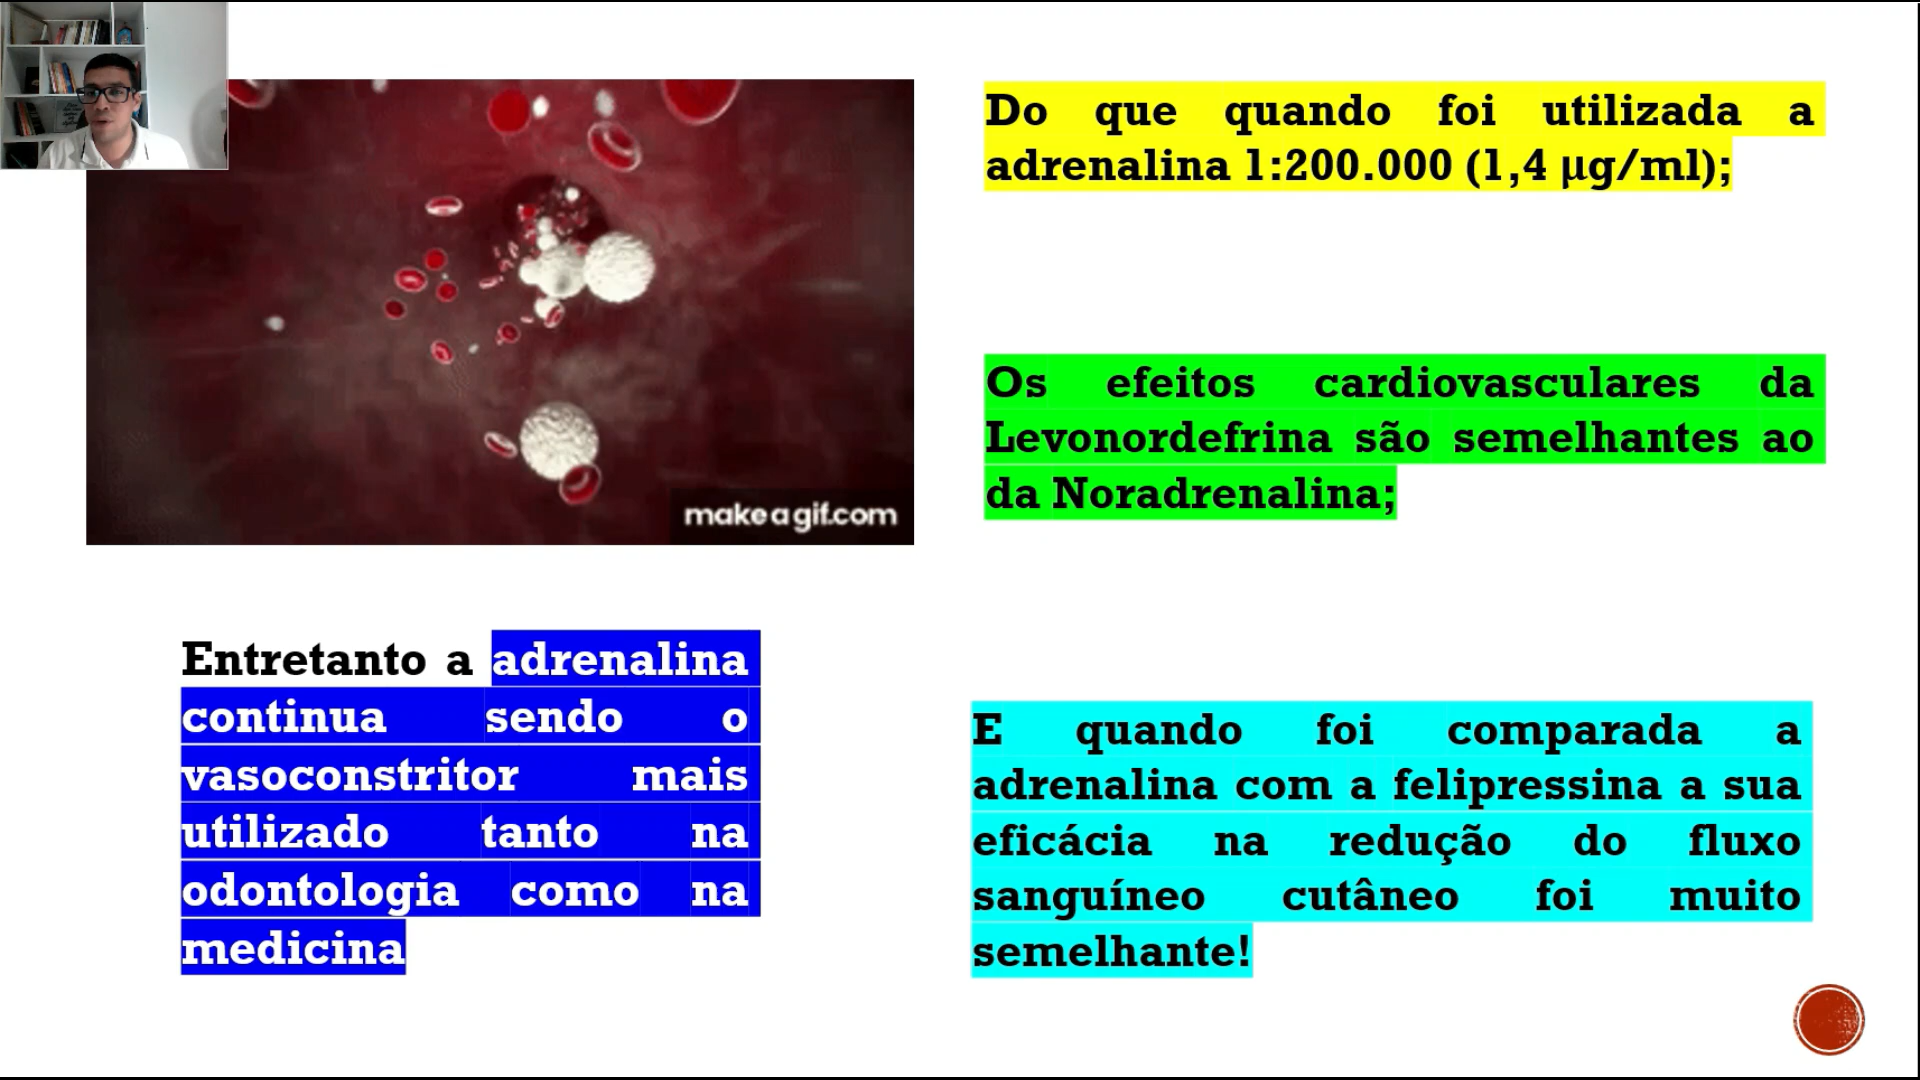 Do que quando foi utilizada a
adrenalina 1:200.000 (1,4 µg/ml);
Os efeitos cardiovasculares da
Levonordefrina são semelhantes ao
da Noradrenalina;
makeagif.com
Entretanto a adrenalina
continua sendo o
vasoconstritor mais
utilizado tanto na
odontologia como na
medicina
E quando foi comparada a
adrenalina com a felipressina a sua
eficácia na redução do fluxo
sanguíneo cutâneo foi muito
semelhante!